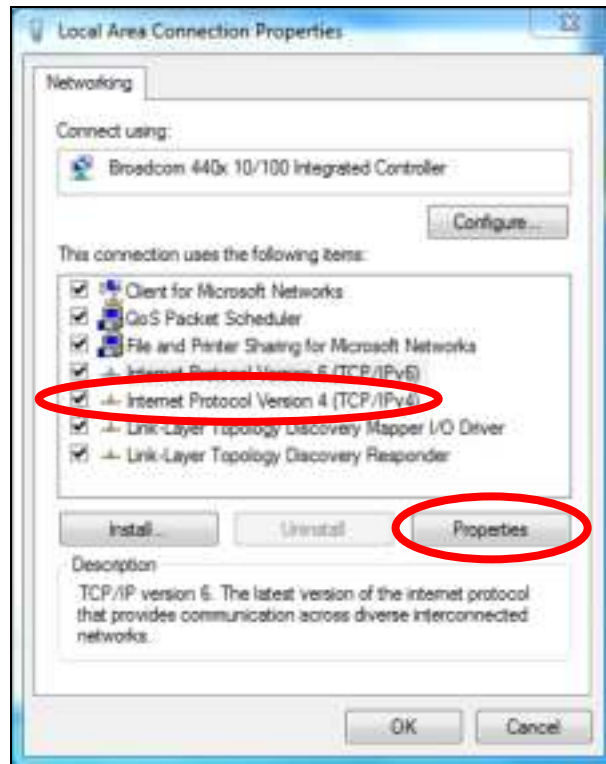 Local Area Connection Properties
Networking
Connect using:
Broadcom 440x 10/100 Integrated Controller
Configure...
This connection uses the following items:
Client for Microsoft Networks
QoS Packet Scheduler
File and Printer Sharing for Microsoft Networks
Internet Protocol Version 6 (TCP/IPv6)
Internet Protocol Version 4 (TCP/IPv4)
Link-Layer Topology Discovery Mapper I/O Driver
Link-Layer Topology Discovery Responder
Install...
Uninstall
Properties
Description
TCP/IP version 6. The latest version of the internet protocol
that provides communication across diverse interconnected
networks.
OK
Cancel